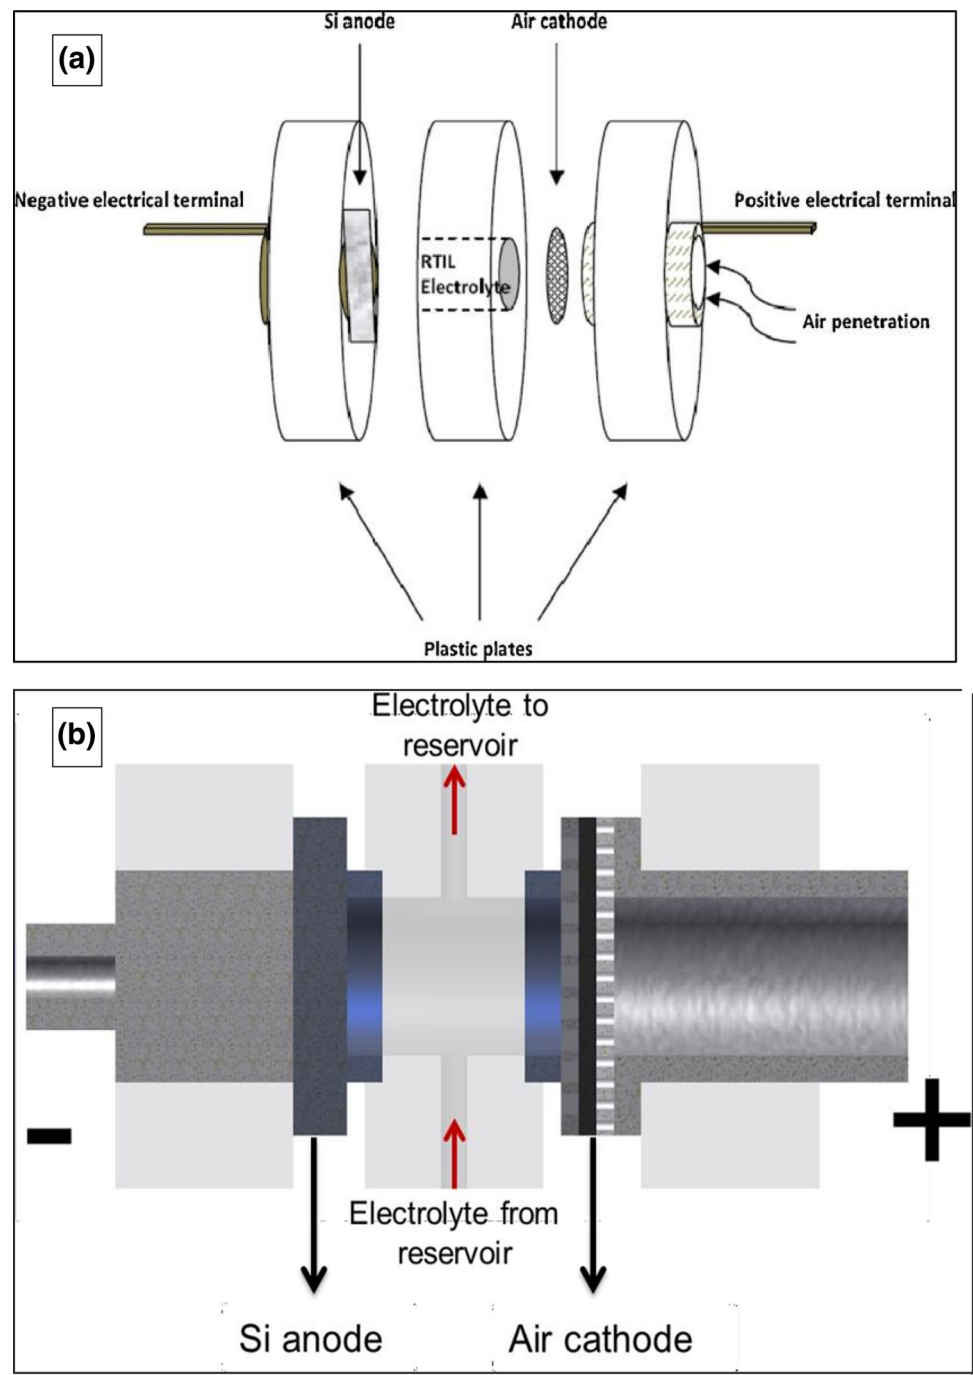 Si anode
Air cathode
(a)
Negative electrical terminal
Positive electrical terminal
RTIL
Electrolyte
Air penetration
Plastic plates
(b)
Electrolyte to
reservoir
-
+
Electrolyte from
reservoir
Si anode
Air cathode